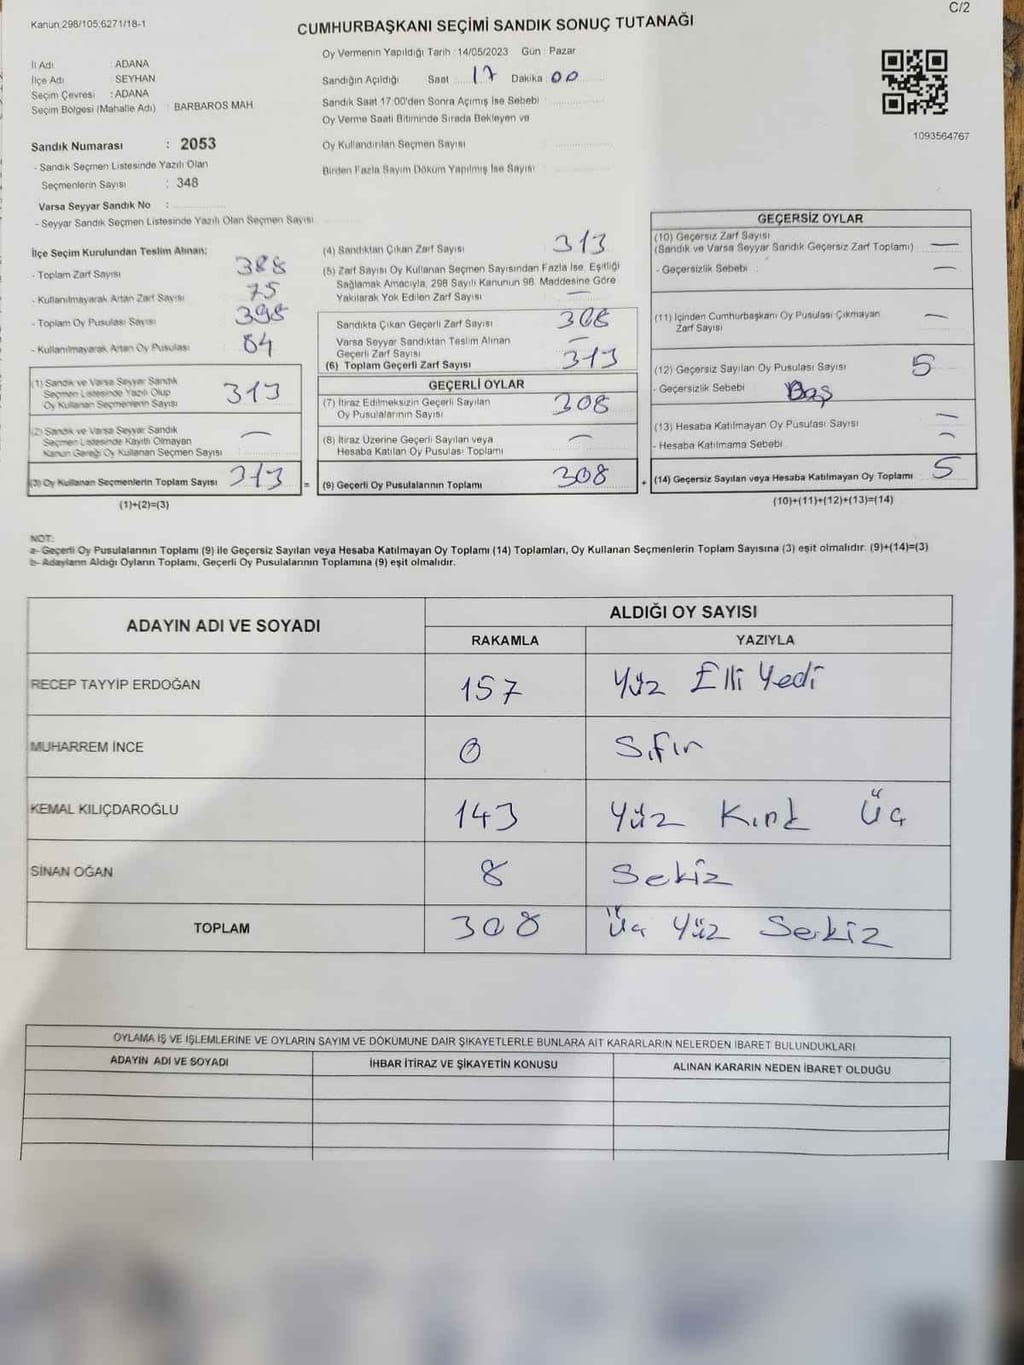 Kanun 298/105,6271/18-1
C/2
CUMHURBAŞKANI SEÇİMİ SANDIK SONUÇ TUTANAĞI
Oy Vermenin Yapıldığı Tarih :14/05/2023 Gün : Pazar
İl Adı : ADANA
İlçe Adı : SEYHAN
Seçim Çevresi : ADANA
Seçim Bölgesi (Mahalle Adı) : BARBAROS MAH.
Sandığın Açıldığı Saat 17 Dakika 00
Sandık Saat 17:00'den Sonra Açımış İse Sebebi :
Oy Verme Saati Bitiminde Sırada Bekleyen ve
Oy Kullandırılan Seçmen Sayısı
Birden Fazla Sayım Döküm Yapılmış İse Sayısı
1093564767
Sandık Numarası : 2053
- Sandık Seçmen Listesinde Yazılı Olan
Seçmenlerin Sayısı : 348
Varsa Seyyar Sandık No :
- Seyyar Sandık Seçmen Listesinde Yazılı Olan Seçmen Sayısı
İlçe Seçim Kurulundan Teslim Alınan;
- Toplam Zarf Sayısı 388
- Kullanılmayarak Artan Zarf Sayısı 75
- Toplam Oy Pusulası Sayısı 398
- Kullanılmayarak Artan Oy Pusulası 84
(1) Sandık ve Varsa Seyyar Sandık
Seçmen Listesinde Yazılı Olup
Oy Kullanan Seçmenlerin Sayısı 313
(2) Sandık ve Varsa Seyyar Sandık
Seçmen Listesinde Kayıtlı Olmayan
Kanun Gereği Oy Kullanan Seçmen Sayısı —
(3) Oy Kullanan Seçmenlerin Toplam Sayısı 313
(1)+(2)=(3)
(4) Sandıktan Çıkan Zarf Sayısı 313
(5) Zarf Sayısı Oy Kullanan Seçmen Sayısından Fazla İse, Eşitliği
Sağlamak Amacıyla, 298 Sayılı Kanunun 98. Maddesine Göre
Yakılarak Yok Edilen Zarf Sayısı —
Sandıkta Çıkan Geçerli Zarf Sayısı 308
Varsa Seyyar Sandıktan Teslim Alınan
Geçerli Zarf Sayısı —
(6) Toplam Geçerli Zarf Sayısı 313
GEÇERLİ OYLAR
(7) İtiraz Edilmeksizin Geçerli Sayılan
Oy Pusulalarının Sayısı 308
(8) İtiraz Üzerine Geçerli Sayılan veya
Hesaba Katılan Oy Pusulası Toplamı —
= (9) Geçerli Oy Pusulalarının Toplamı 308
GEÇERSİZ OYLAR
(10) Geçersiz Zarf Sayısı
(Sandık ve Varsa Seyyar Sandık Geçersiz Zarf Toplamı) —
- Geçersizlik Sebebi : —
(11) İçinden Cumhurbaşkanı Oy Pusulası Çıkmayan
Zarf Sayısı —
(12) Geçersiz Sayılan Oy Pusulası Sayısı 5
- Geçersizlik Sebebi Boş
(13) Hesaba Katılmayan Oy Pusulası Sayısı —
- Hesaba Katılmama Sebebi —
+ (14) Geçersiz Sayılan veya Hesaba Katılmayan Oy Toplamı 5
(10)+(11)+(12)+(13)=(14)
NOT:
a- Geçerli Oy Pusulalarının Toplamı (9) ile Geçersiz Sayılan veya Hesaba Katılmayan Oy Toplamı (14) Toplamları, Oy Kullanan Seçmenlerin Toplam Sayısına (3) eşit olmalıdır. (9)+(14)=(3)
b- Adayların Aldığı Oyların Toplamı, Geçerli Oy Pusulalarının Toplamına (9) eşit olmalıdır.
ADAYIN ADI VE SOYADI
ALDIĞI OY SAYISI
RAKAMLA YAZIYLA
RECEP TAYYİP ERDOĞAN 157 Yüz Elli Yedi
MUHARREM İNCE 0 Sıfır
KEMAL KILIÇDAROĞLU 143 Yüz Kırk Üç
SİNAN OĞAN 8 Sekiz
TOPLAM 308 Üç Yüz Sekiz
OYLAMA İŞ VE İŞLEMLERİNE VE OYLARIN SAYIM VE DÖKÜMÜNE DAİR ŞİKAYETLERLE BUNLARA AİT KARARLARIN NELERDEN İBARET BULUNDUKLARI
ADAYIN ADI VE SOYADI İHBAR İTİRAZ VE ŞİKAYETİN KONUSU ALINAN KARARIN NEDEN İBARET OLDUĞU